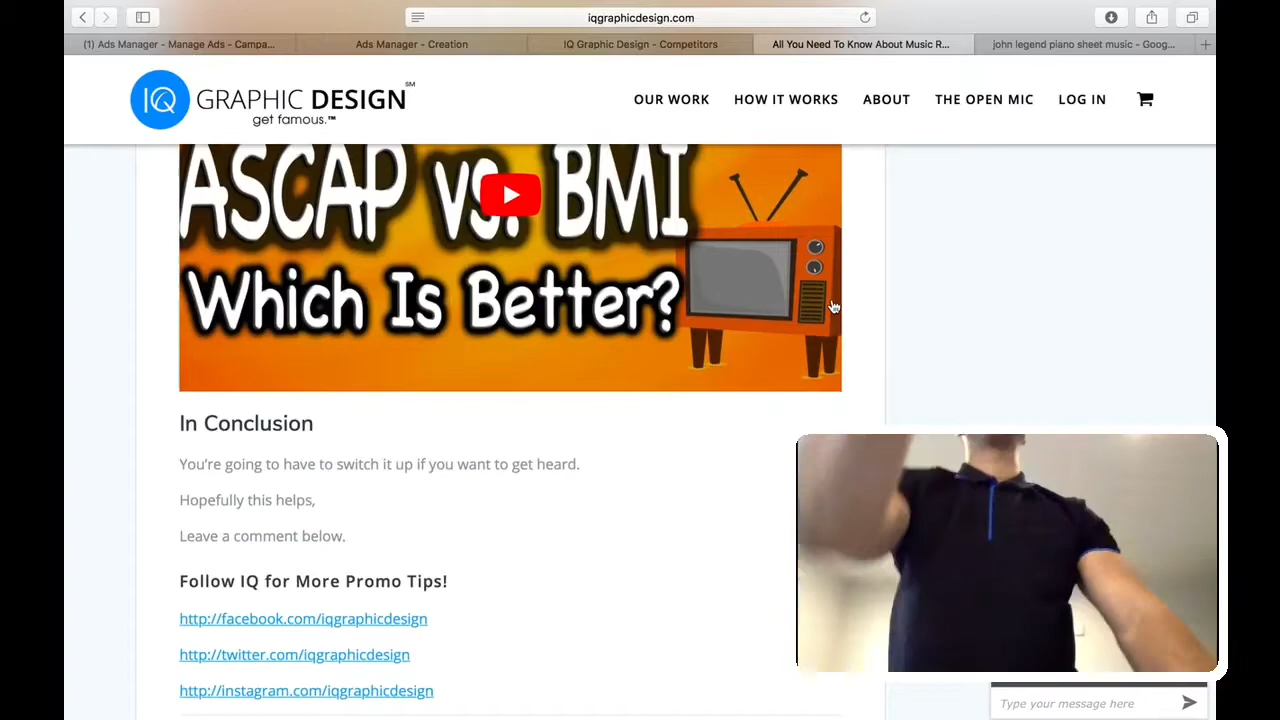 iqgraphicdesign.com
(1) Ads Manager - Manage Ads - Campa...
Ads Manager - Creation
IQ Graphic Design - Competitors
All You Need To Know About Music R...
john legend piano sheet music - Goog...
IQ GRAPHIC DESIGN SM
get famous.™
OUR WORK
HOW IT WORKS
ABOUT
THE OPEN MIC
LOG IN
ASCAP vs. BMI
Which Is Better?
In Conclusion
You're going to have to switch it up if you want to get heard.
Hopefully this helps,
Leave a comment below.
Follow IQ for More Promo Tips!
http://facebook.com/iqgraphicdesign
http://twitter.com/iqgraphicdesign
http://instagram.com/iqgraphicdesign
Type your message here